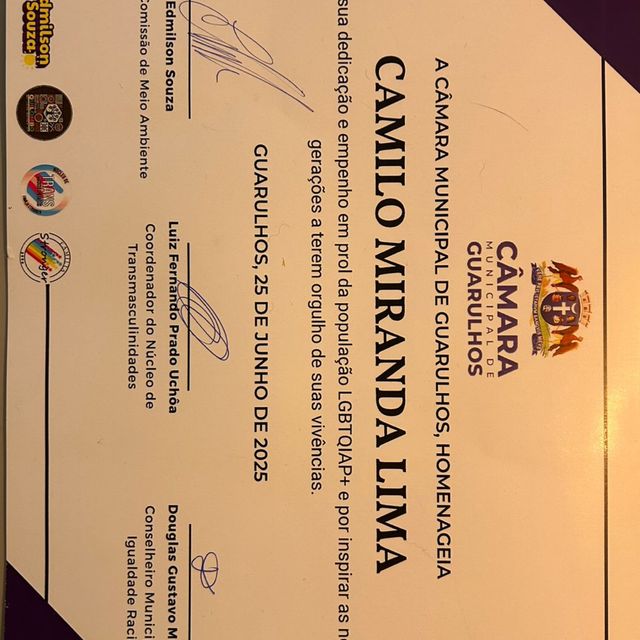 CÂMARA
MUNICIPAL DE
GUARULHOS
A CÂMARA MUNICIPAL DE GUARULHOS, HOMENAGEIA
CAMILO MIRANDA LIMA
sua dedicação e empenho em prol da população LGBTQIAP+ e por inspirar as
gerações a terem orgulho de suas vivências.
GUARULHOS, 25 DE JUNHO DE 2025
Edmilson Souza
Comissão de Meio Ambiente
Luiz Fernando Prado Uchôa
Coordenador do Núcleo de
Transmasculinidades
Douglas Gustavo M
Conselheiro Munici
Igualdade Raci
dmilson
Souza
TRANS
Stronger